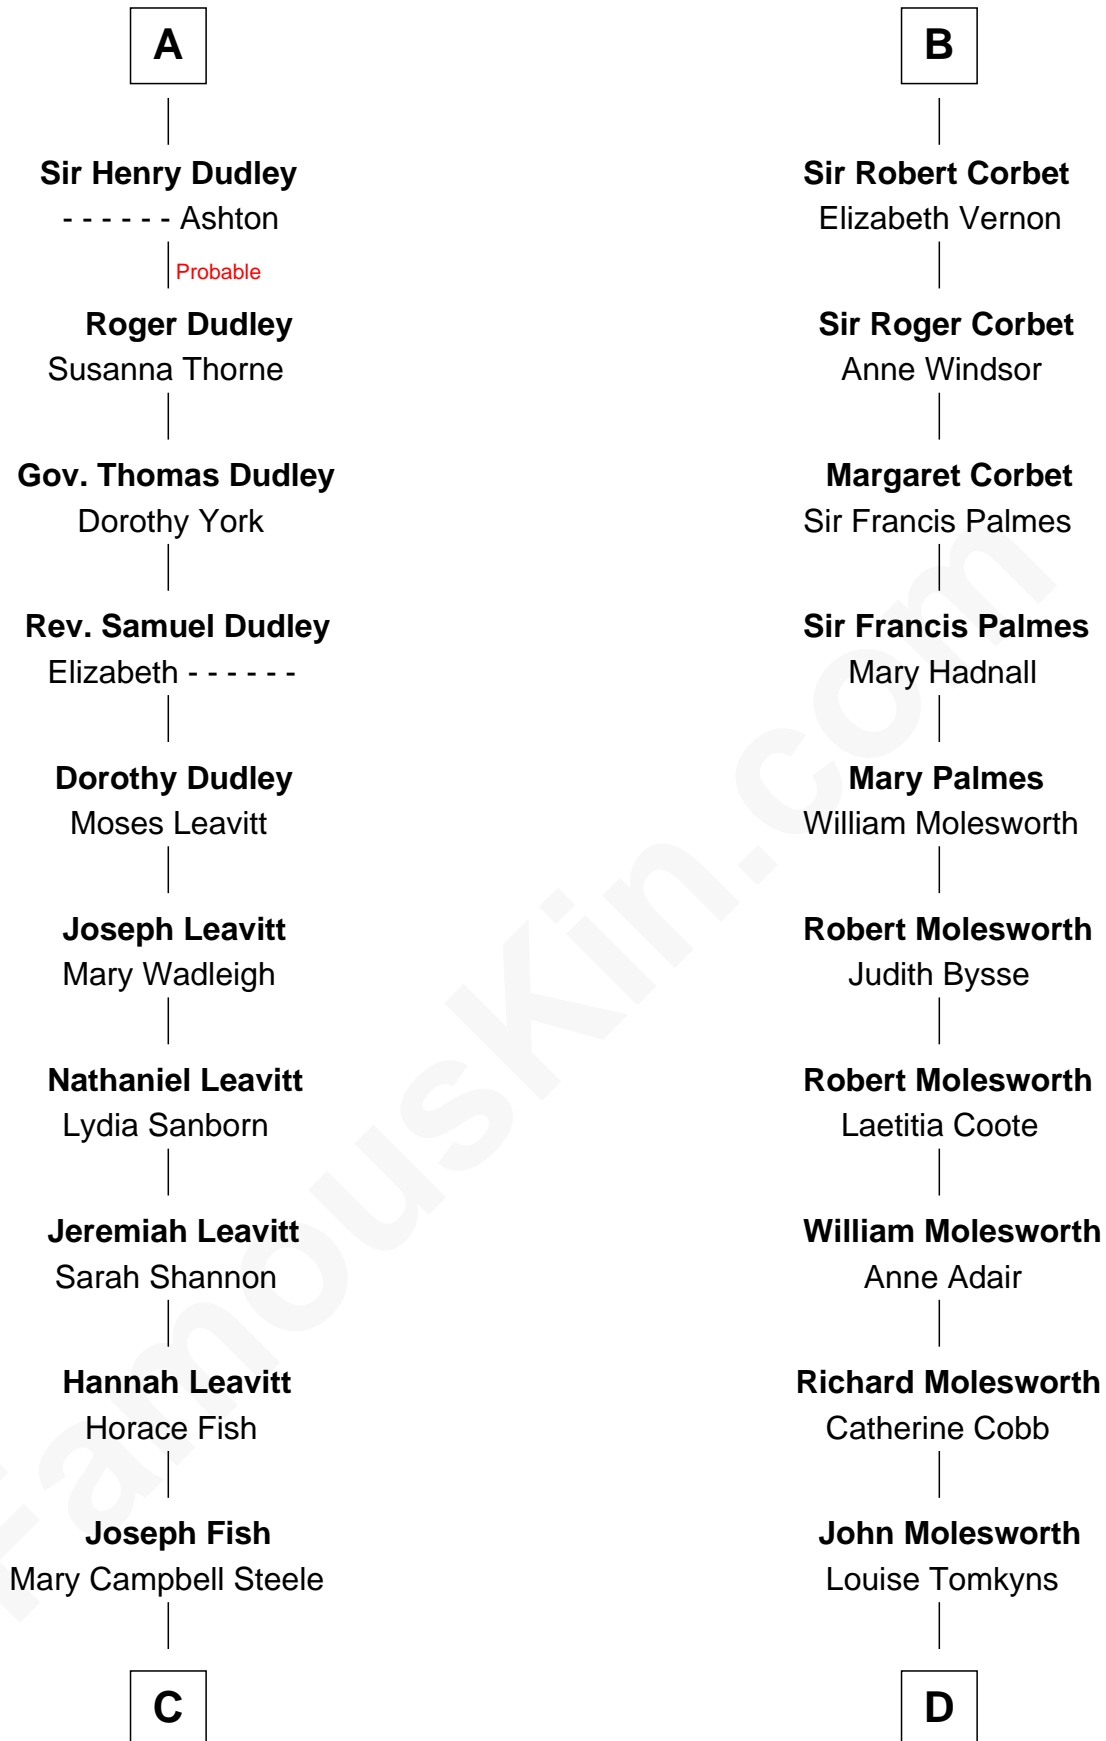 A
Sir Henry Dudley
- - - - - - Ashton
Probable
Roger Dudley
Susanna Thorne
Gov. Thomas Dudley
Dorothy York
Rev. Samuel Dudley
Elizabeth - - - - - -
Dorothy Dudley
Moses Leavitt
Joseph Leavitt
Mary Wadleigh
Nathaniel Leavitt
Lydia Sanborn
Jeremiah Leavitt
Sarah Shannon
Hannah Leavitt
Horace Fish
Joseph Fish
Mary Campbell Steele
C
B
Sir Robert Corbet
Elizabeth Vernon
Sir Roger Corbet
Anne Windsor
Margaret Corbet
Sir Francis Palmes
Sir Francis Palmes
Mary Hadnall
Mary Palmes
William Molesworth
Robert Molesworth
Judith Bysse
Robert Molesworth
Laetitia Coote
William Molesworth
Anne Adair
Richard Molesworth
Catherine Cobb
John Molesworth
Louise Tomkyns
D
FamousKin.com